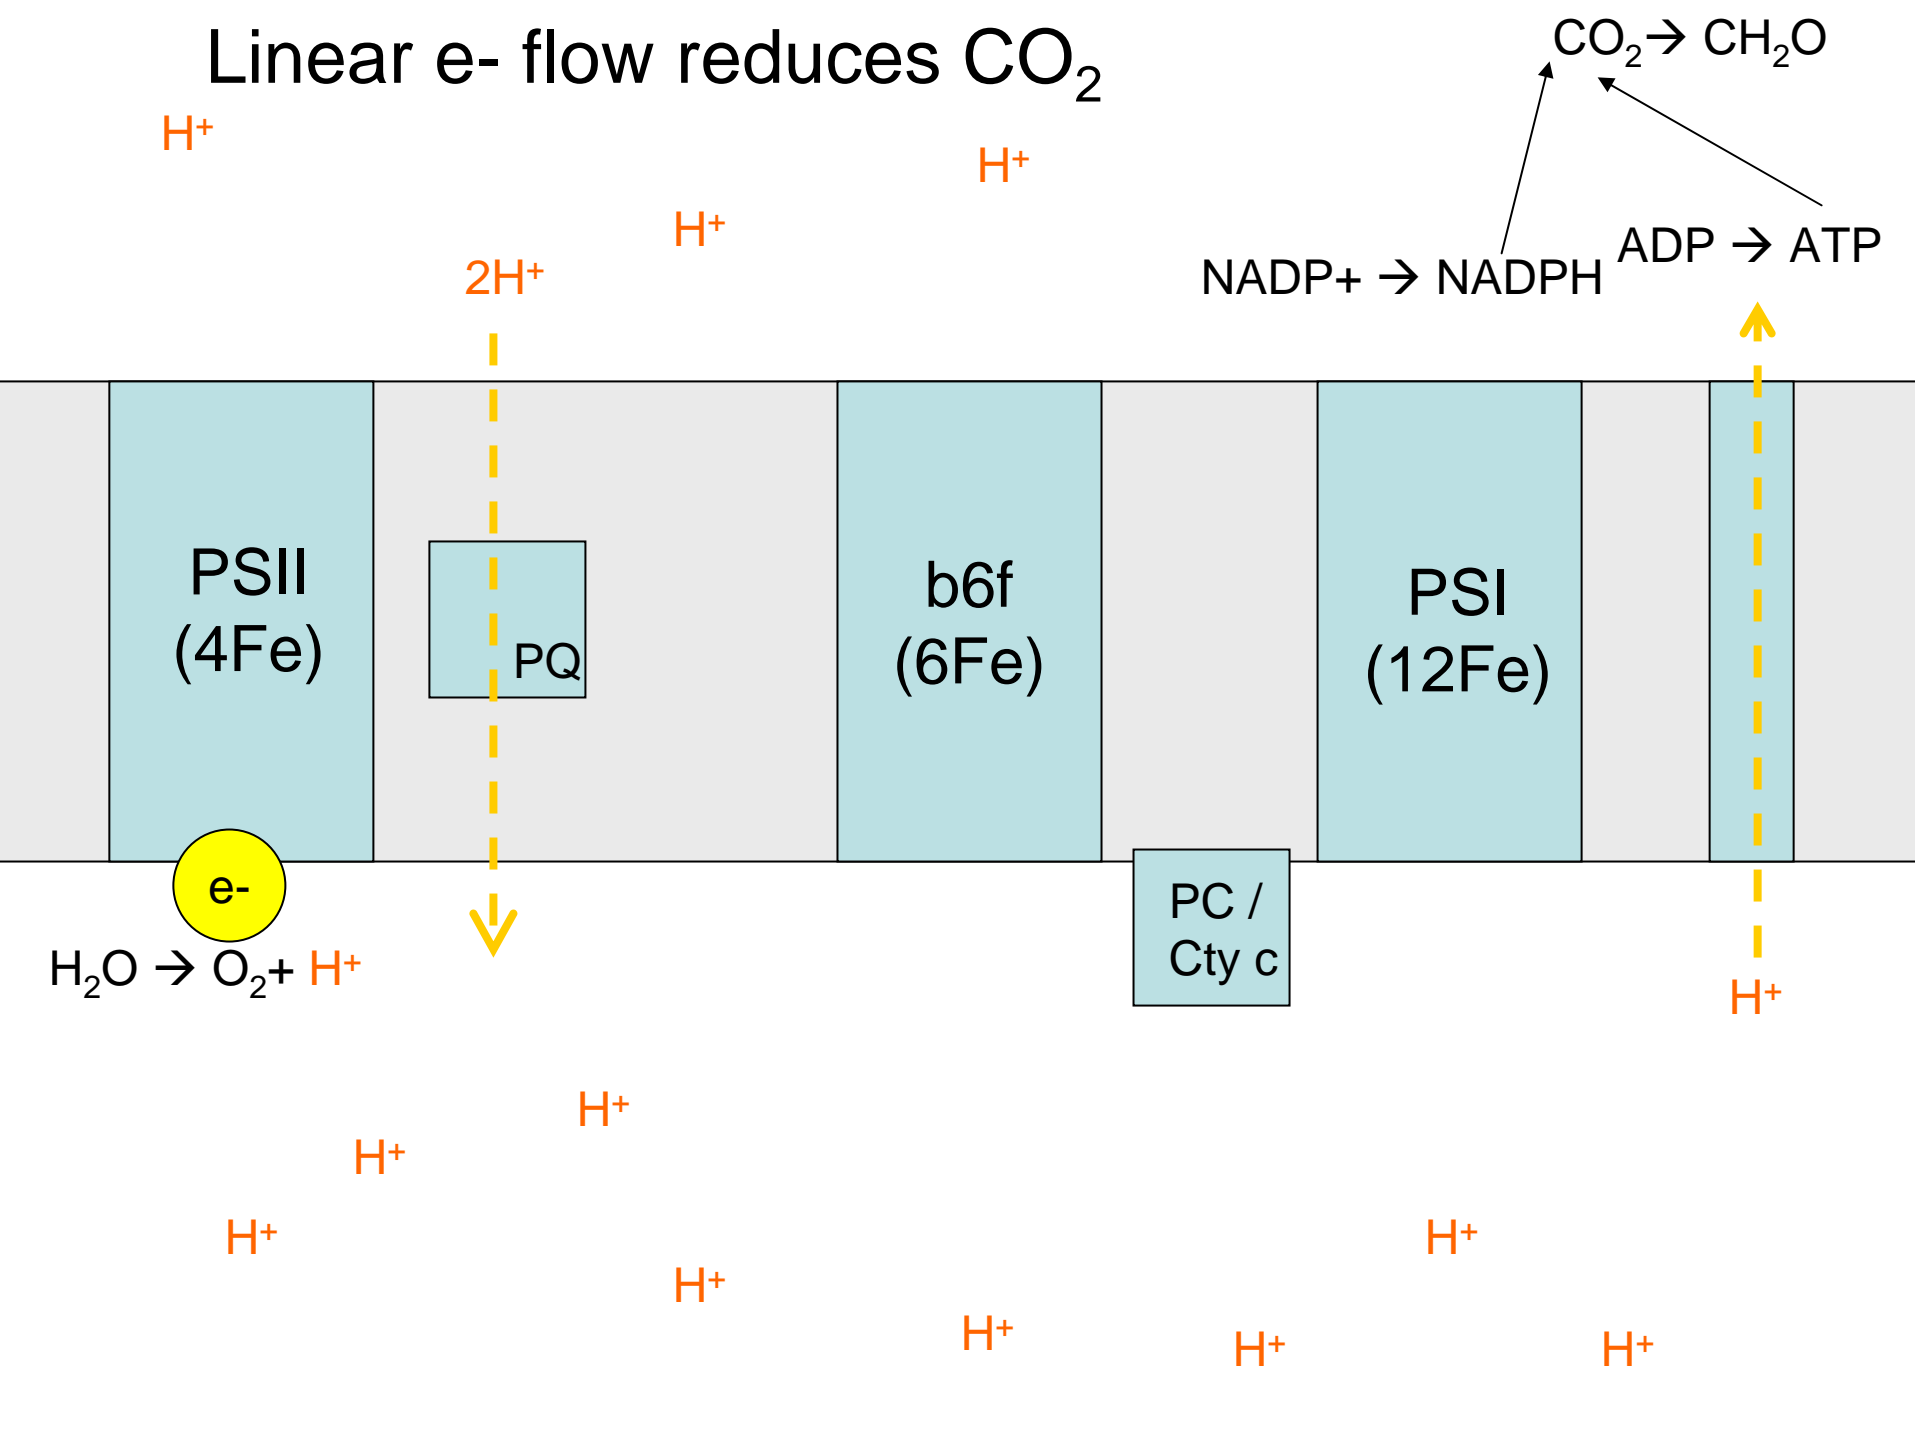 Linear e- flow reduces CO₂
CO₂→ CH₂O
H⁺
H⁺
H⁺
2H⁺
NADP+ → NADPH
ADP → ATP
PSII
(4Fe)
PQ
b6f
(6Fe)
PSI
(12Fe)
e-
H₂O → O₂+ H⁺
PC /
Cty c
H⁺
H⁺
H⁺
H⁺
H⁺
H⁺
H⁺
H⁺
H⁺